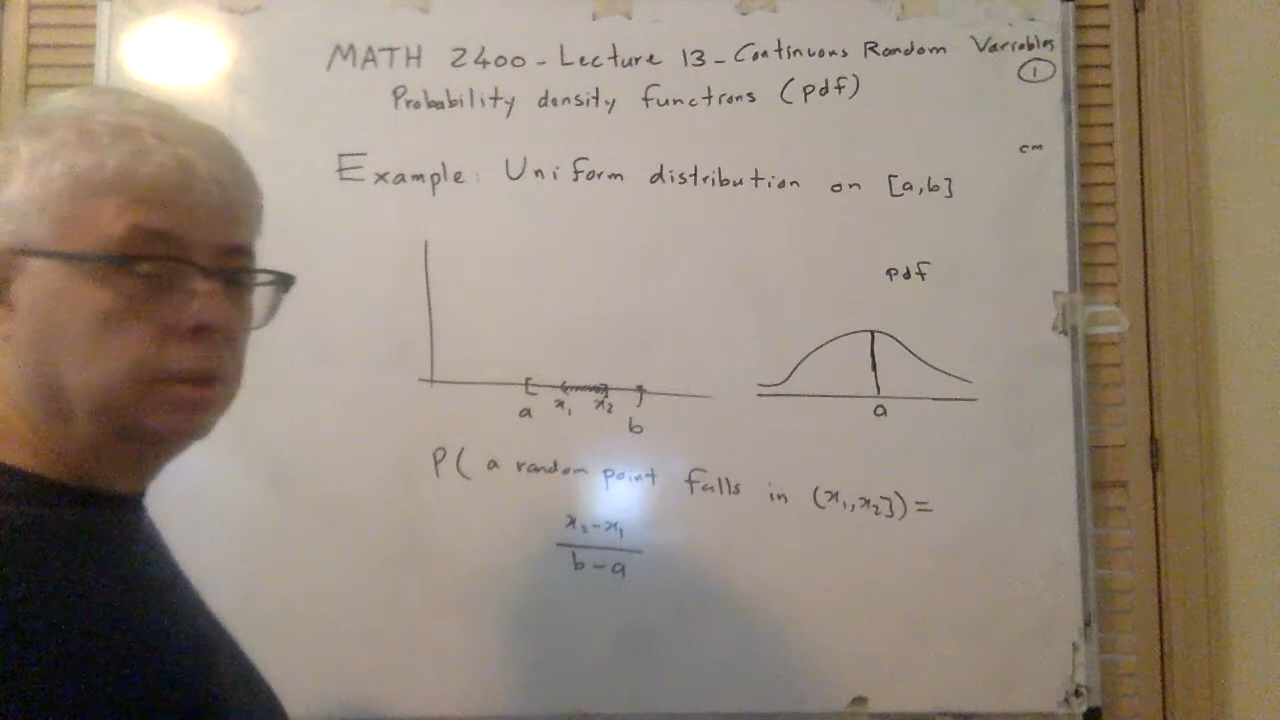 MATH 2400 - Lecture 13 - Continuous Random Variables
1
Probability density functions (pdf)
cm
Example: Uniform distribution on [a,b]
pdf
a x₁ x₂ b
a
P( a random point falls in (x₁,x₂]) =
x₂-x₁
b-a